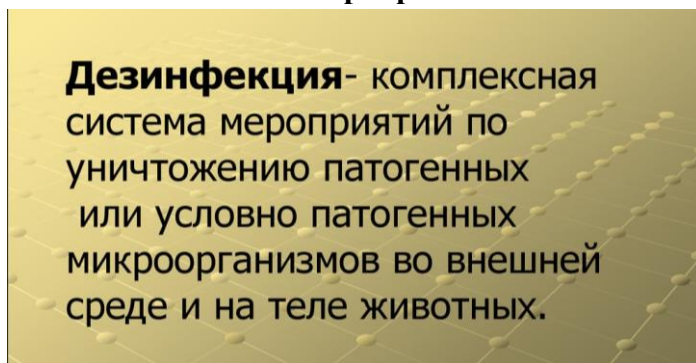 Дезинфекция- комплексная
система мероприятий по
уничтожению патогенных
или условно патогенных
микроорганизмов во внешней
среде и на теле животных.